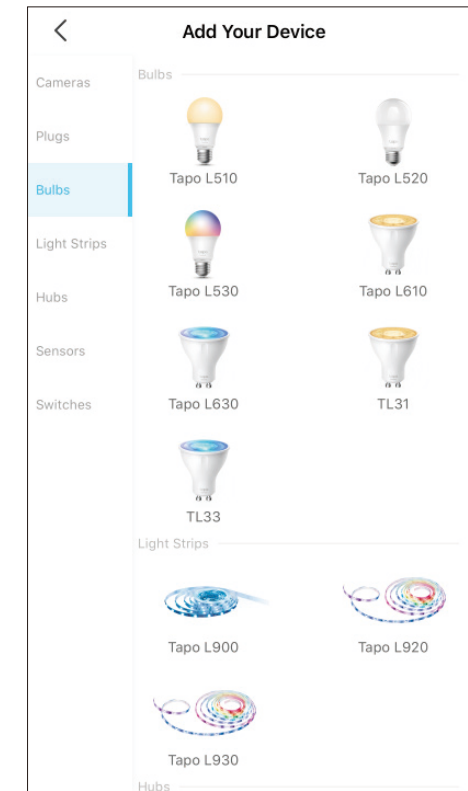 Add Your Device
Cameras
Plugs
Bulbs
Light Strips
Hubs
Sensors
Switches
Bulbs
Tapo L510
Tapo L520
Tapo L530
Tapo L610
Tapo L630
TL31
TL33
Light Strips
Tapo L900
Tapo L920
Tapo L930
Hubs